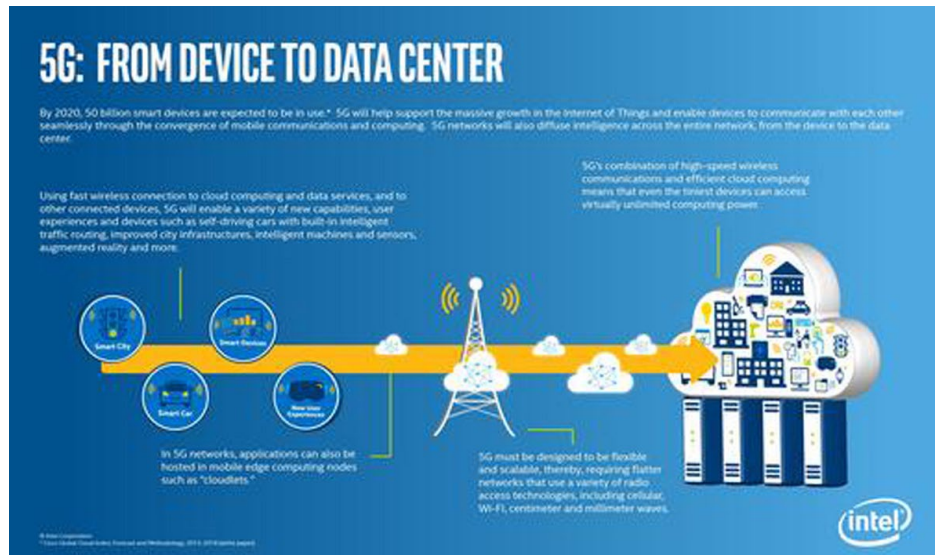 5G: FROM DEVICE TO DATA CENTER
By 2020, 50 billion smart devices are expected to be in use.* 5G will help support the massive growth in the Internet of Things and enable devices to communicate with each other
seamlessly through the convergence of mobile communications and computing. 5G networks will also diffuse intelligence across the entire network, from the device to the data
center.
5G's combination of high-speed wireless
communications and efficient cloud computing
means that even the tiniest devices can access
virtually unlimited computing power.
Using fast wireless connection to cloud computing and data services, and to
other connected devices, 5G will enable a variety of new capabilities, user
experiences and devices such as self-driving cars with built-in intelligent
traffic routing, improved city infrastructures, intelligent machines and sensors,
augmented reality and more.
Smart City
Smart Devices
Smart Car
New User
Experiences
In 5G networks, applications can also be
hosted in mobile edge computing nodes
such as "cloudlets."
5G must be designed to be flexible
and scalable, thereby, requiring flatter
networks that use a variety of radio
access technologies, including cellular,
Wi-Fi, centimeter and millimeter waves.
intel
© Intel Corporation
* Cisco Global Cloud Index: Forecast and Methodology,